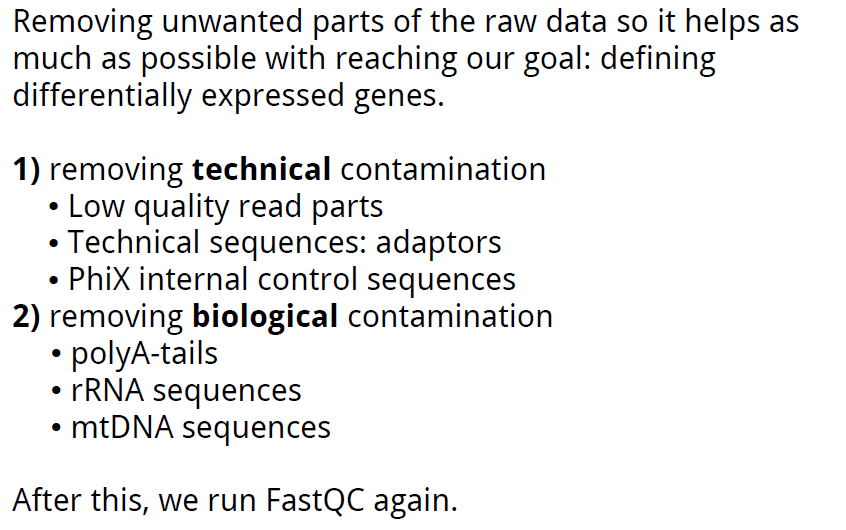 Removing unwanted parts of the raw data so it helps as
much as possible with reaching our goal: defining
differentially expressed genes.
1) removing technical contamination
• Low quality read parts
• Technical sequences: adaptors
• PhiX internal control sequences
2) removing biological contamination
• polyA-tails
• rRNA sequences
• mtDNA sequences
After this, we run FastQC again.